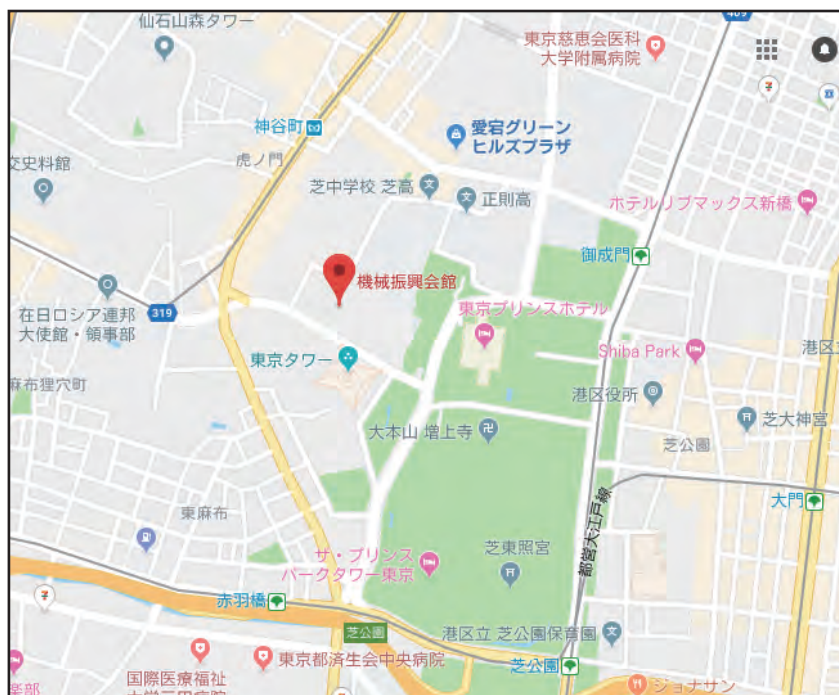 仙石山森タワー
409
東京慈恵会医科
大学附属病院
神谷町
愛宕グリーン
ヒルズプラザ
虎ノ門
交史料館
芝中学校 芝高
正則高
ホテルリブマックス新橋
御成門
機械振興会館
在日ロシア連邦
大使館・領事部
319
東京プリンスホテル
東京タワー
Shiba Park
港区立
麻布狸穴町
港区役所
芝大神宮
大本山 増上寺
芝公園
大門
東麻布
都営大江戸線
ザ・プリンス
パークタワー東京
芝東照宮
赤羽橋
芝公園
港区立 芝公園保育園
東京都済生会中央病院
芝公園
国際医療福祉
大学三田病院
ジョナサン
楽部